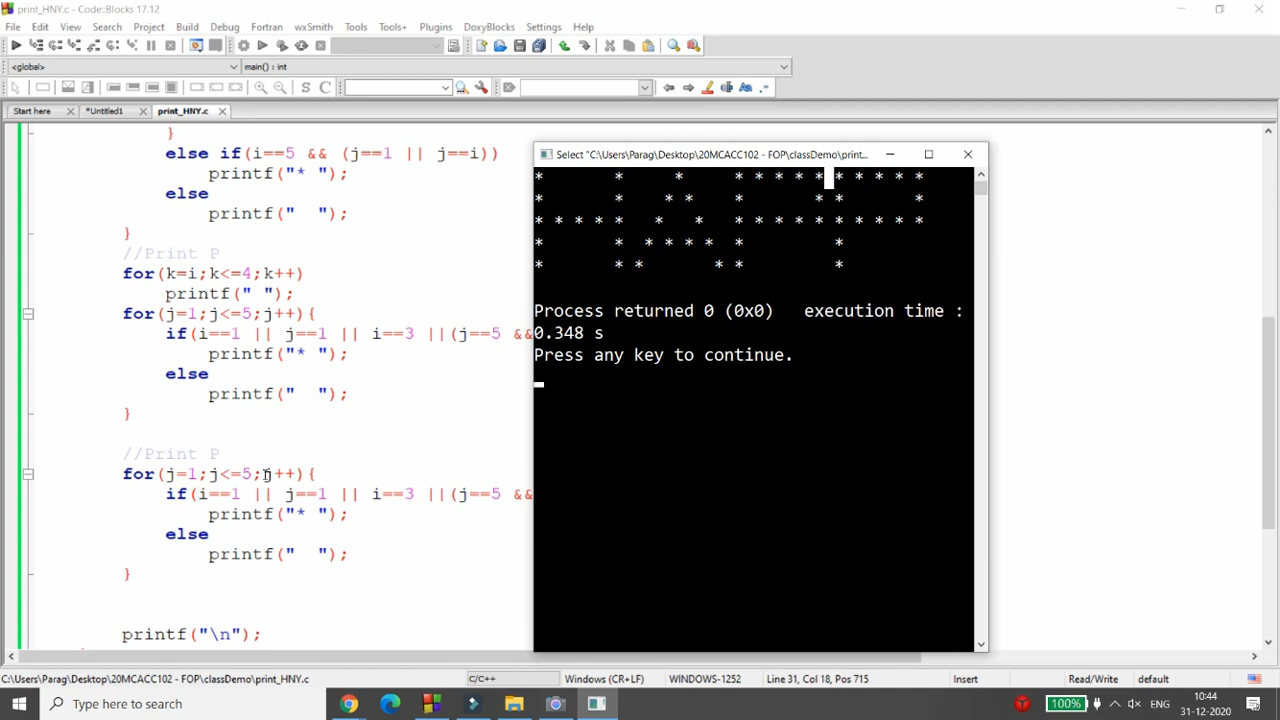 print_HNY.c - Code::Blocks 17.12
File Edit View Search Project Build Debug Fortran wxSmith Tools Tools+ Plugins DoxyBlocks Settings Help
<global> main() : int
S C
Start here *Untitled1 print_HNY.c
}
else if(i==5 && (j==1 || j==i))
printf("* ");
else
printf("  ");
}
//Print P
for(k=i;k<=4;k++)
printf(" ");
for(j=1;j<=5;j++){
if(i==1 || j==1 || i==3 ||(j==5 &&
printf("* ");
else
printf("  ");
}
//Print P
for(j=1;j<=5;j++){
if(i==1 || j==1 || i==3 ||(j==5 &&
printf("* ");
else
printf("  ");
}
printf("\n");
Select "C:\Users\Parag\Desktop\20MCACC102 - FOP\classDemo\print...
*       *     *     * * * * * * * * * *
*       *    * *    *       * *       *
* * * * *   *   *   * * * * * * * * * *
*       *  * * * *  *         *
*       * *       * *         *
Process returned 0 (0x0)   execution time :
0.348 s
Press any key to continue.
C:\Users\Parag\Desktop\20MCACC102 - FOP\classDemo\print_HNY.c C/C++ Windows (CR+LF) WINDOWS-1252 Line 31, Col 18, Pos 715 Insert Read/Write default
Type here to search 100% 10:44
31-12-2020